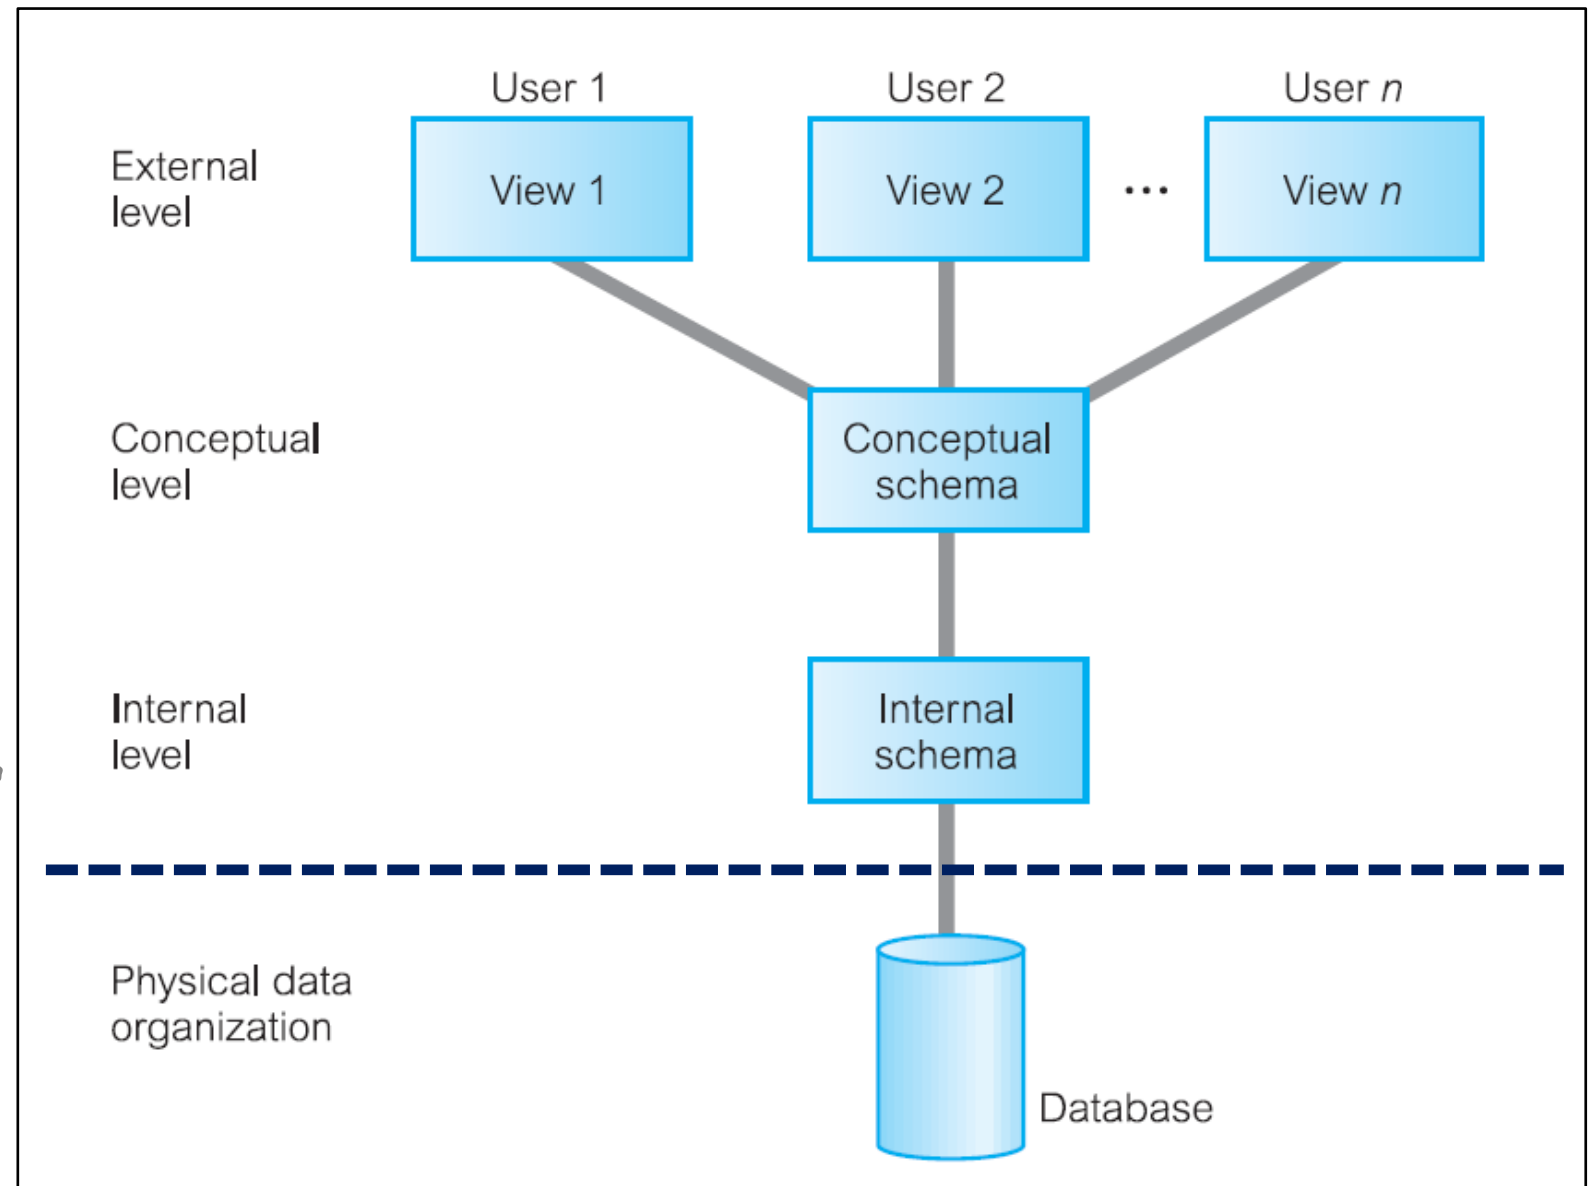 User 1
User 2
User n
External
level
View 1
View 2
...
View n
Conceptual
level
Conceptual
schema
Internal
level
Internal
schema
Physical data
organization
Database